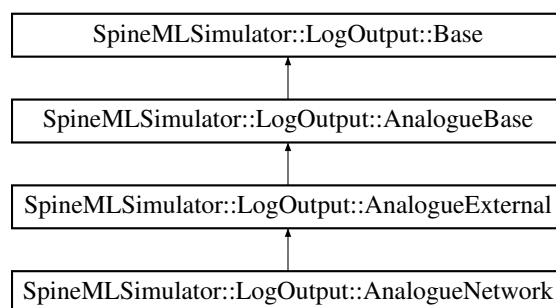 SpineMLSimulator::LogOutput::Base
SpineMLSimulator::LogOutput::AnalogueBase
SpineMLSimulator::LogOutput::AnalogueExternal
SpineMLSimulator::LogOutput::AnalogueNetwork